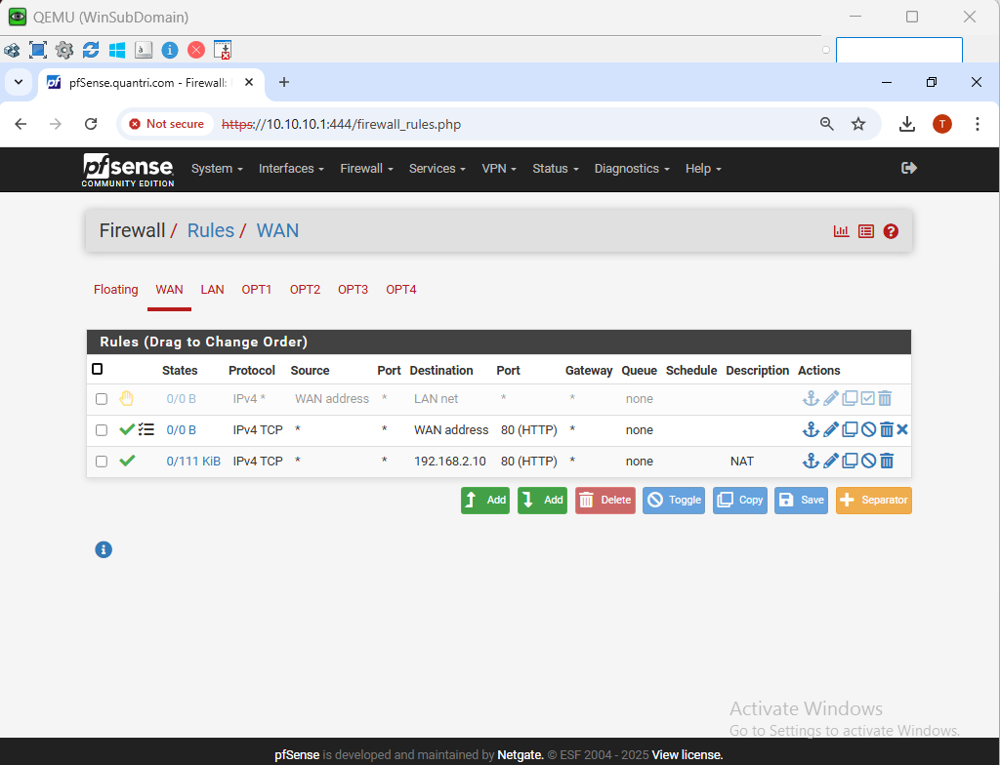 QEMU (WinSubDomain)
pfSense.quantri.com - Firewall:
Not secure https://10.10.10.1:444/firewall_rules.php T
pfsense
COMMUNITY EDITION
System Interfaces Firewall Services VPN Status Diagnostics Help
Firewall / Rules / WAN
Floating WAN LAN OPT1 OPT2 OPT3 OPT4
Rules (Drag to Change Order)
States Protocol Source Port Destination Port Gateway Queue Schedule Description Actions
0/0 B IPv4 * WAN address * LAN net * * none
0/0 B IPv4 TCP * * WAN address 80 (HTTP) * none
0/111 KiB IPv4 TCP * * 192.168.2.10 80 (HTTP) * none NAT
Add Add Delete Toggle Copy Save Separator
Activate Windows
Go to Settings to activate Windows.
pfSense is developed and maintained by Netgate. © ESF 2004 - 2025 View license.